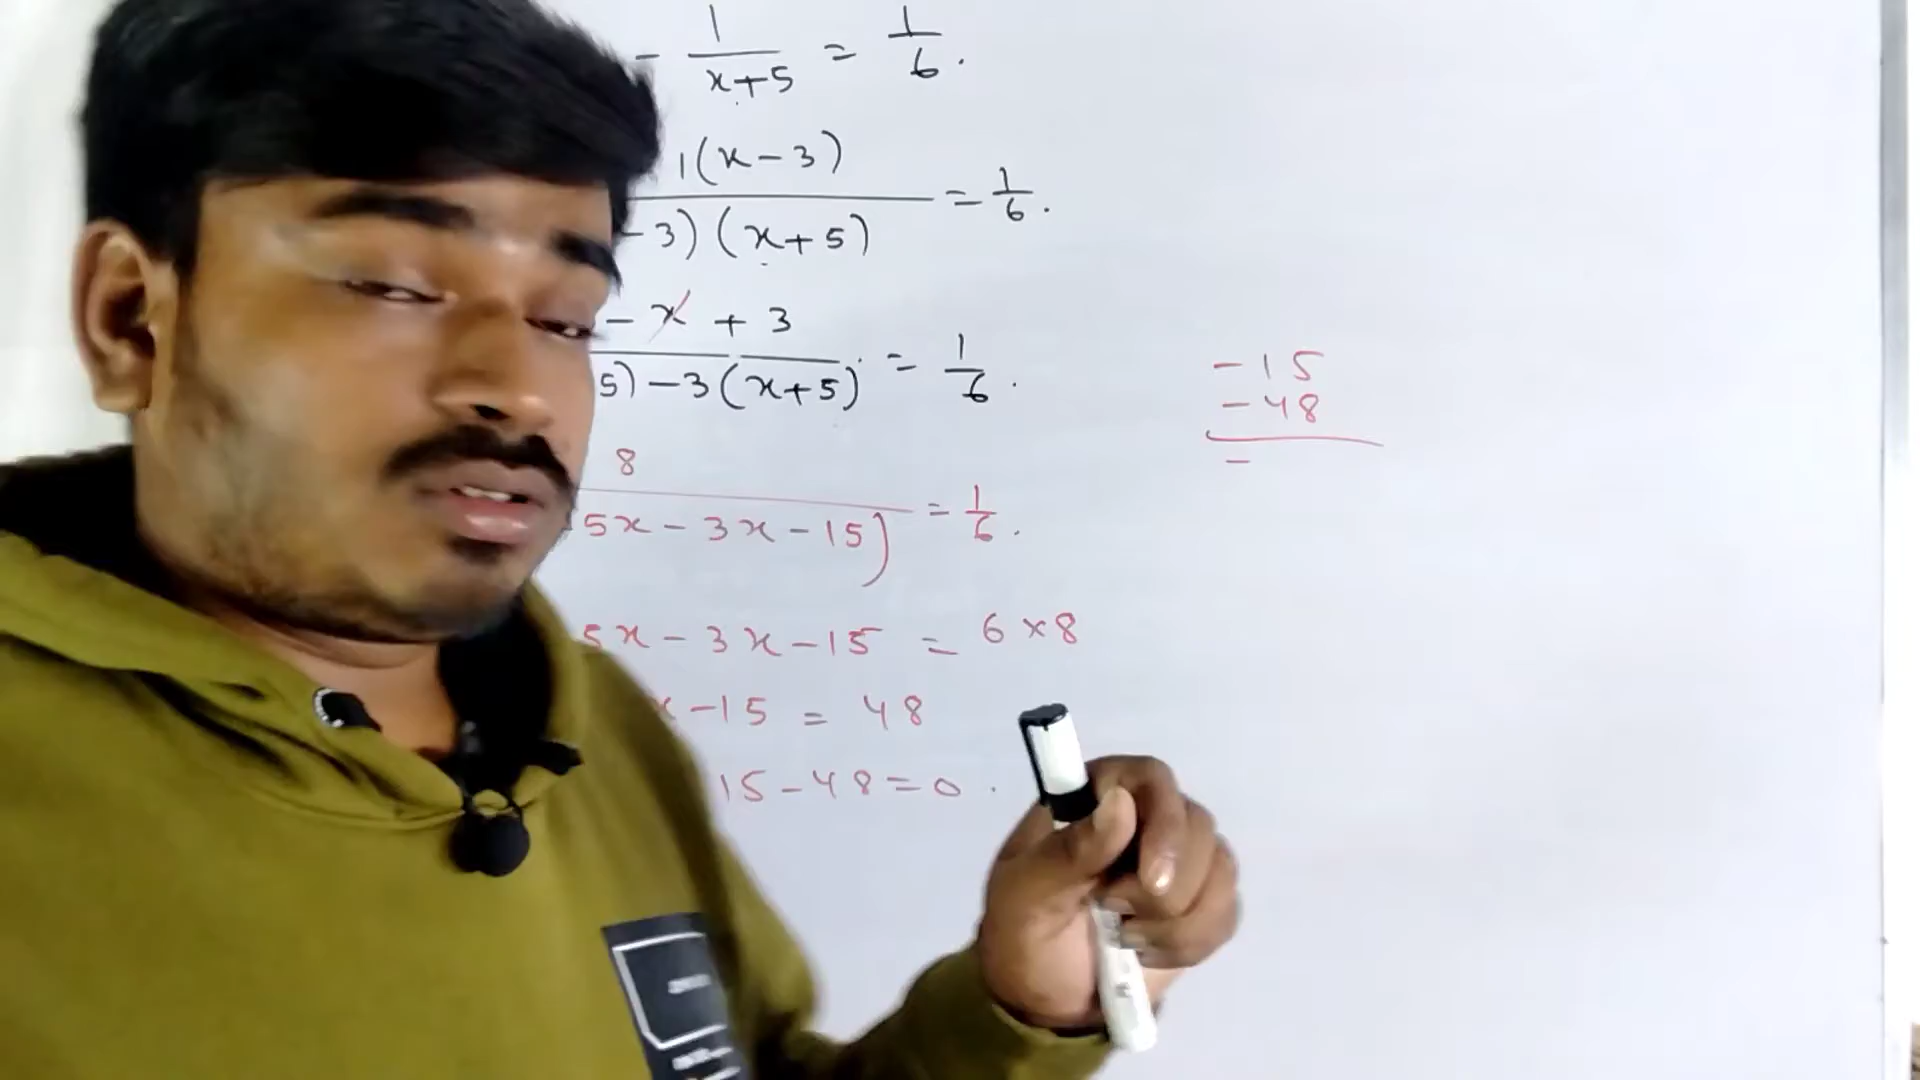 - 1/(x+5) = 1/6.
1(x-3)
-3)(x+5) = 1/6.
- x + 3
5)-3(x+5) = 1/6.
8
5x-3x-15) = 1/6.
5x-3x-15 = 6×8
x-15 = 48
15-48=0.
-15
-48
-